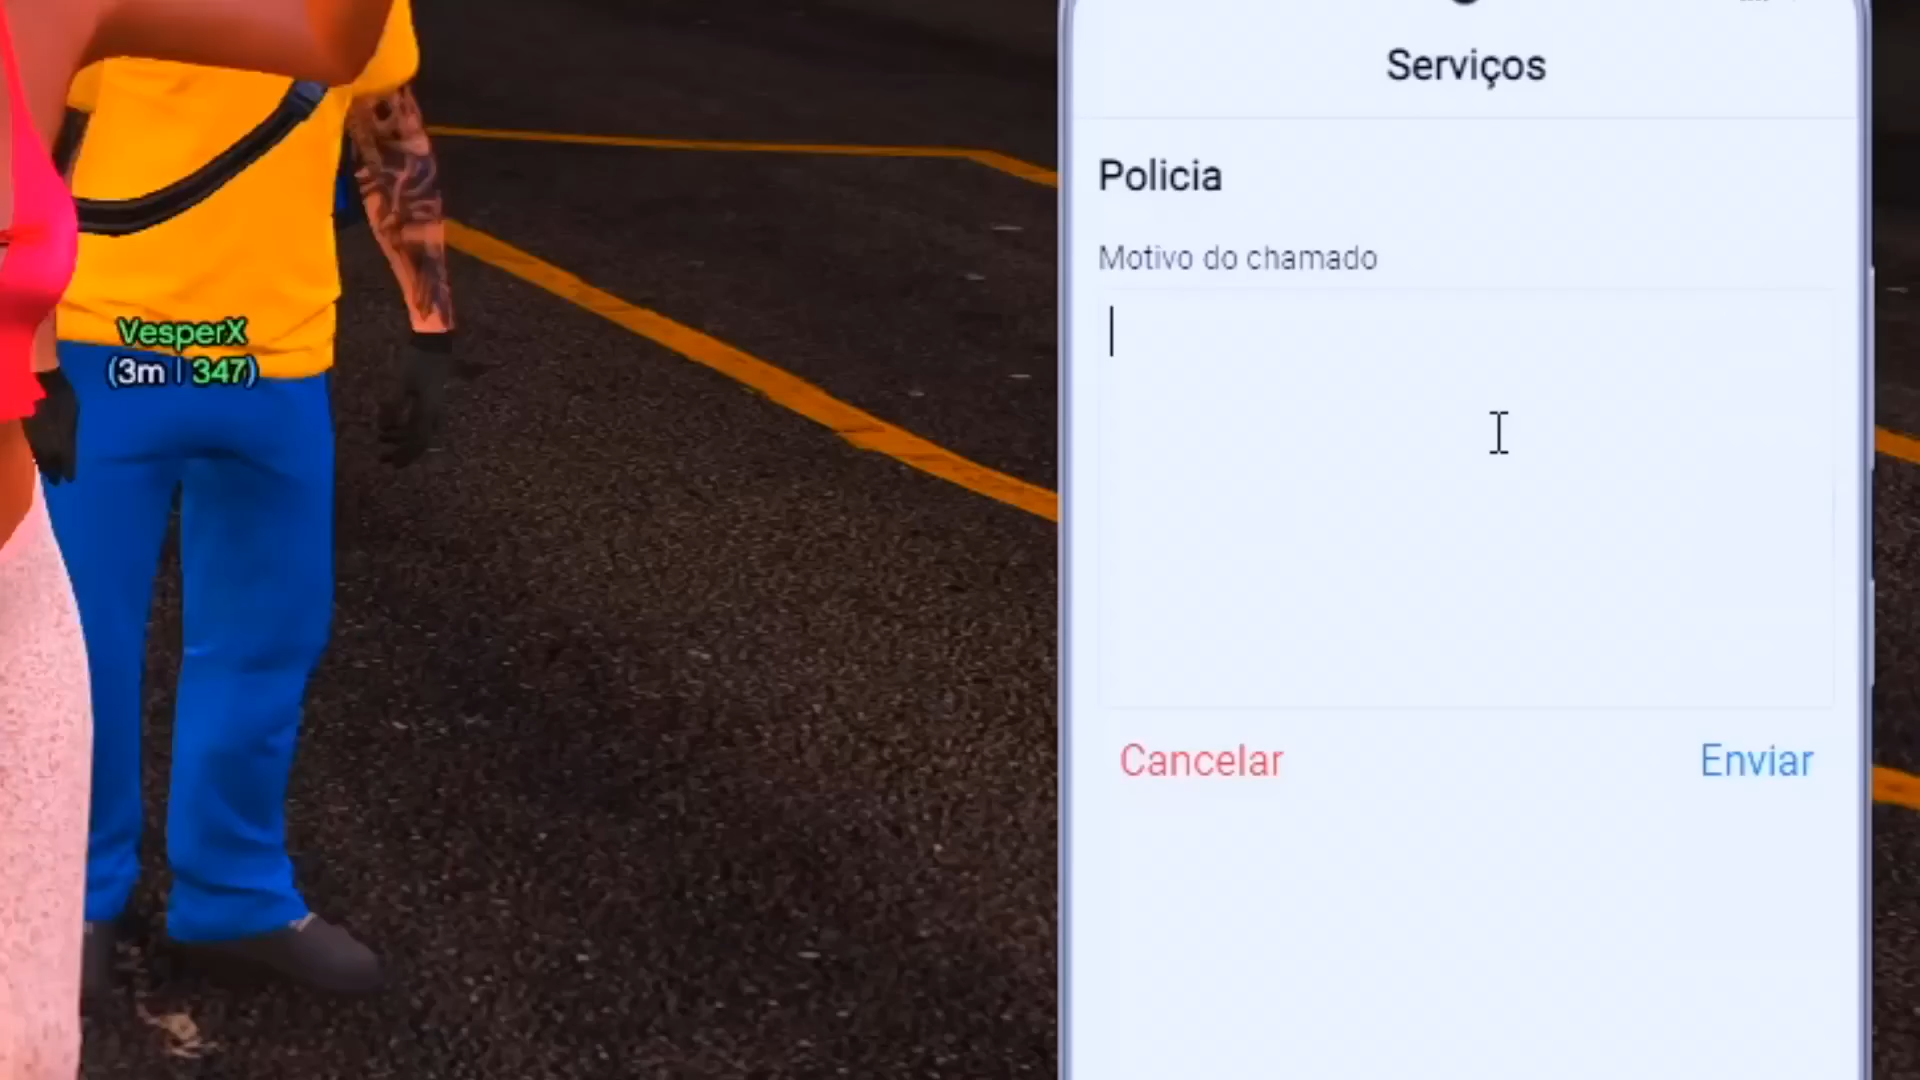 Serviços
Policia
Motivo do chamado
VesperX
(3m | 347)
Cancelar
Enviar